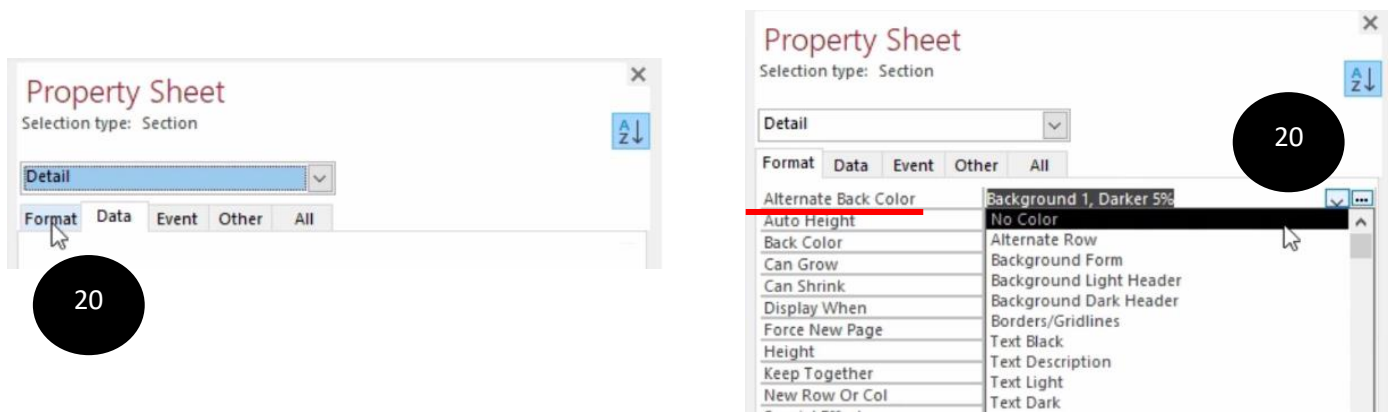 Property Sheet
Selection type: Section
A
Z
Detail
Format Data Event Other All
20
Property Sheet
Selection type: Section
A
Z
Detail
20
Format Data Event Other All
Alternate Back Color Background 1, Darker 5%
Auto Height No Color
Back Color Alternate Row
Can Grow Background Form
Can Shrink Background Light Header
Display When Background Dark Header
Force New Page Borders/Gridlines
Height Text Black
Keep Together Text Description
New Row Or Col Text Light
Text Dark